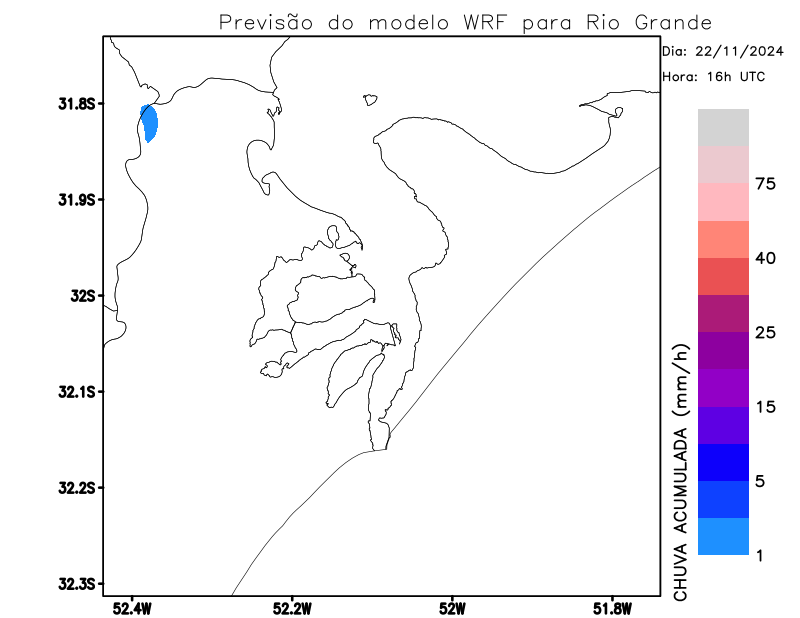 Previsão do modelo WRF para Rio Grande
Dia: 22/11/2024
Hora: 16h UTC
31.8S
31.9S
32S
32.1S
32.2S
32.3S
52.4W
52.2W
52W
51.8W
CHUVA ACUMULADA (mm/h)
75
40
25
15
5
1